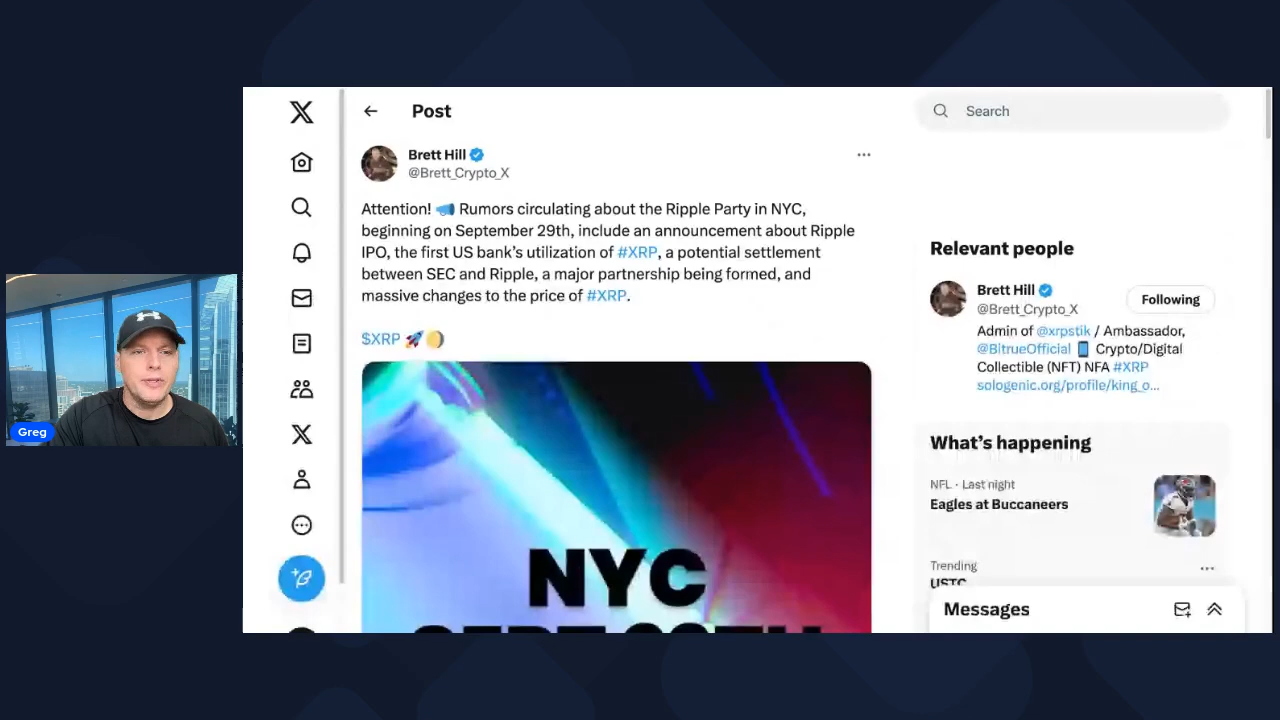 Post
Search
Brett Hill
@Brett_Crypto_X
Attention! 📣 Rumors circulating about the Ripple Party in NYC,
beginning on September 29th, include an announcement about Ripple
IPO, the first US bank's utilization of #XRP, a potential settlement
between SEC and Ripple, a major partnership being formed, and
massive changes to the price of #XRP.
$XRP 🚀🌖
NYC
SEPT 29TH
Relevant people
Brett Hill
@Brett_Crypto_X
Following
Admin of @xrpstik / Ambassador,
@BitrueOfficial 📱 Crypto/Digital
Collectible (NFT) NFA #XRP
sologenic.org/profile/king_o...
What's happening
NFL · Last night
Eagles at Buccaneers
Trending
USTC
Messages
Greg